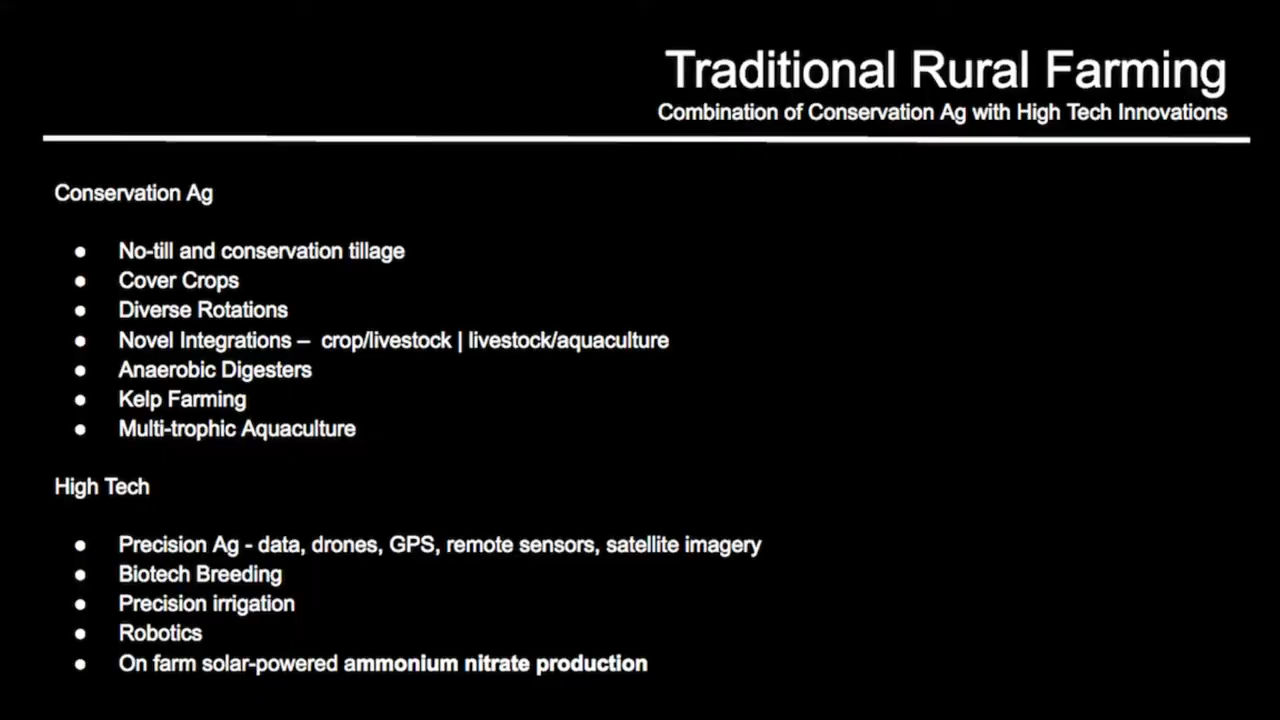 Traditional Rural Farming
Combination of Conservation Ag with High Tech Innovations
Conservation Ag
● No-till and conservation tillage
● Cover Crops
● Diverse Rotations
● Novel Integrations – crop/livestock | livestock/aquaculture
● Anaerobic Digesters
● Kelp Farming
● Multi-trophic Aquaculture
High Tech
● Precision Ag - data, drones, GPS, remote sensors, satellite imagery
● Biotech Breeding
● Precision irrigation
● Robotics
● On farm solar-powered ammonium nitrate production